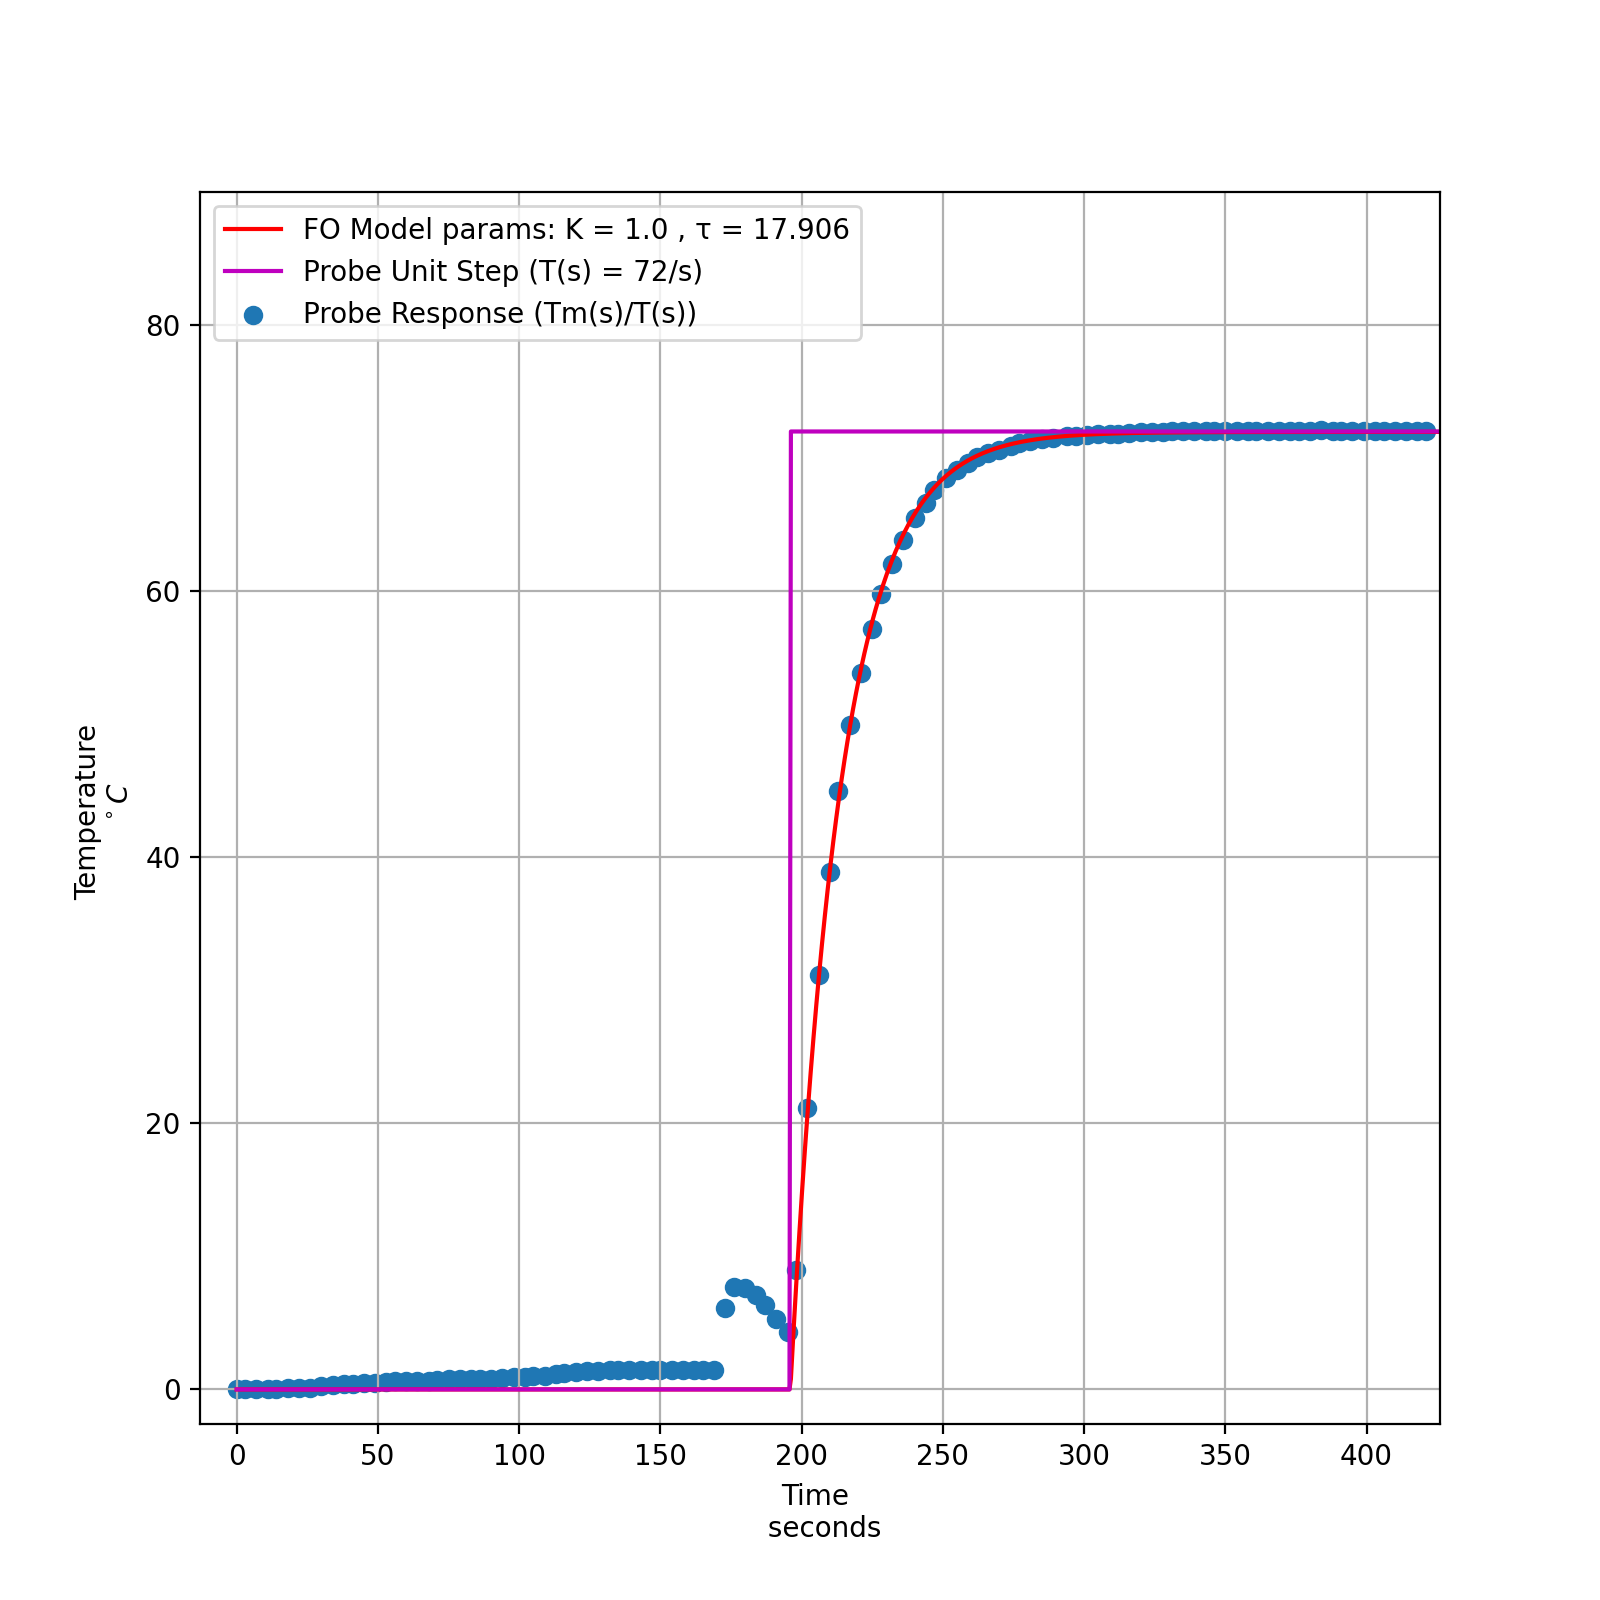 FO Model params: K = 1.0 , τ = 17.906
Probe Unit Step (T(s) = 72/s)
Probe Response (Tm(s)/T(s))
80
60
40
20
0
Temperature
°C
0 50 100 150 200 250 300 350 400
Time
seconds